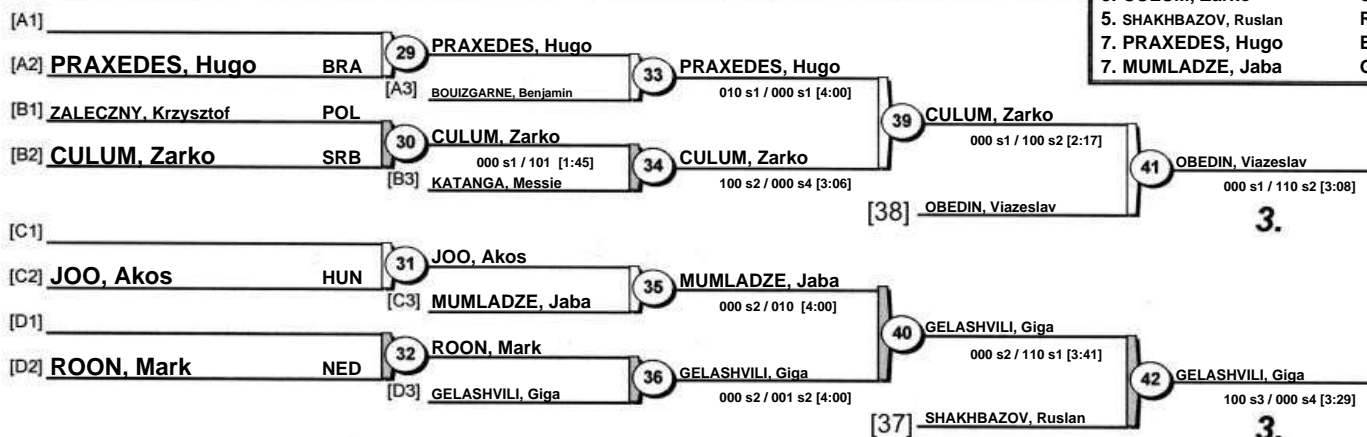 5. SHAKHBAZOV, Ruslan
7. PRAXEDES, Hugo
7. MUMLADZE, Jaba
[A1]
[A2] PRAXEDES, Hugo BRA
29
PRAXEDES, Hugo
[A3] BOUIZGARNE, Benjamin
33
PRAXEDES, Hugo
010 s1 / 000 s1 [4:00]
[B1] ZALECZNY, Krzysztof POL
[B2] CULUM, Zarko SRB
30
CULUM, Zarko
000 s1 / 101 [1:45]
[B3] KATANGA, Messie
34
CULUM, Zarko
100 s2 / 000 s4 [3:06]
39
CULUM, Zarko
000 s1 / 100 s2 [2:17]
[38] OBEDIN, Viazeslav
41
OBEDIN, Viazeslav
000 s1 / 110 s2 [3:08]
3.
[C1]
[C2] JOO, Akos HUN
31
JOO, Akos
[C3] MUMLADZE, Jaba
35
MUMLADZE, Jaba
000 s2 / 010 [4:00]
[D1]
[D2] ROON, Mark NED
32
ROON, Mark
[D3] GELASHVILI, Giga
36
GELASHVILI, Giga
000 s2 / 001 s2 [4:00]
40
GELASHVILI, Giga
000 s2 / 110 s1 [3:41]
[37] SHAKHBAZOV, Ruslan
42
GELASHVILI, Giga
100 s3 / 000 s4 [3:29]
3.